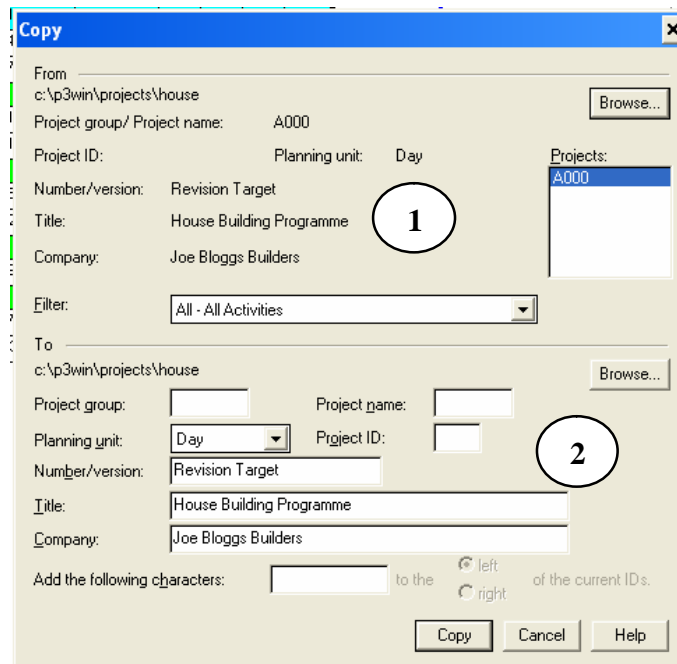 Copy
From
c:\p3win\projects\house
Browse...
Project group/ Project name: A000
Project ID: Planning unit: Day
Projects:
A000
Number/version: Revision Target
Title: House Building Programme
1
Company: Joe Bloggs Builders
Filter: All - All Activities
To
c:\p3win\projects\house
Browse...
Project group: Project name:
Planning unit: Day Project ID:
2
Number/version: Revision Target
Title: House Building Programme
Company: Joe Bloggs Builders
Add the following characters: to the left right of the current IDs.
Copy Cancel Help